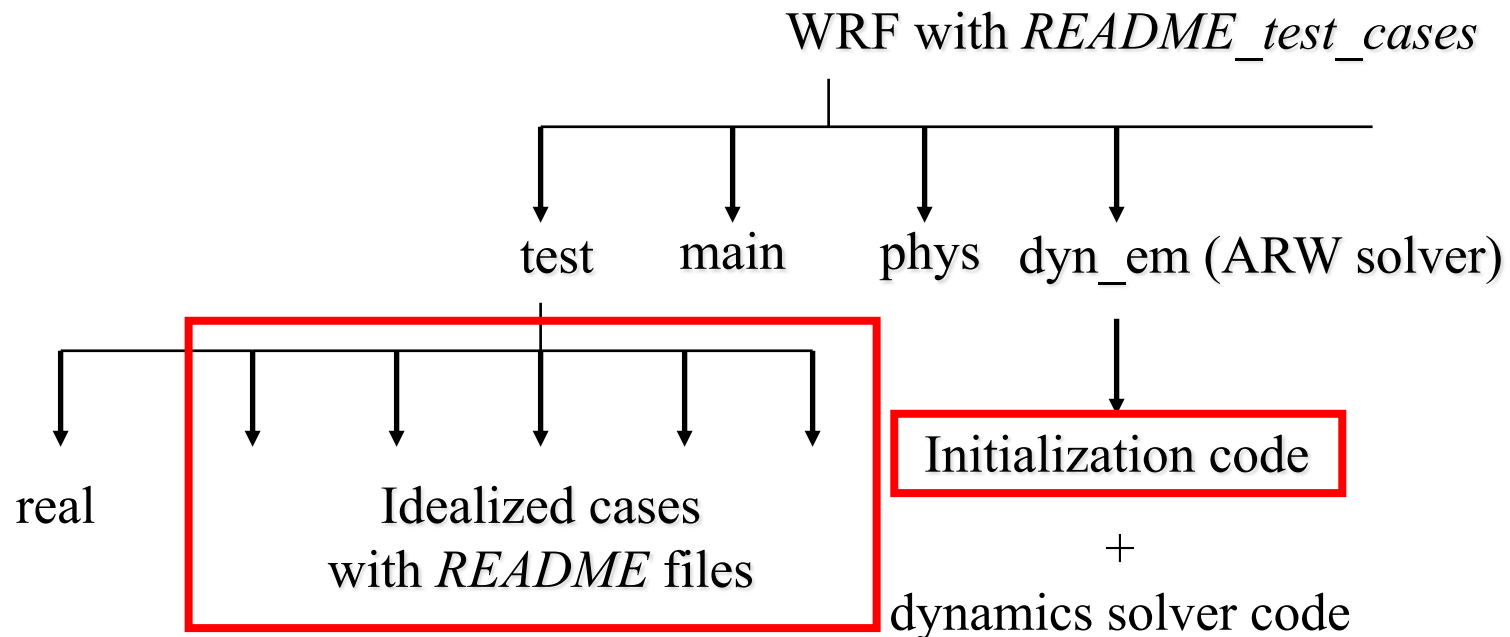 WRF with README_test_cases
test
main
phys
dyn_em (ARW solver)
Initialization code
real
Idealized cases
with README files
+
dynamics solver code